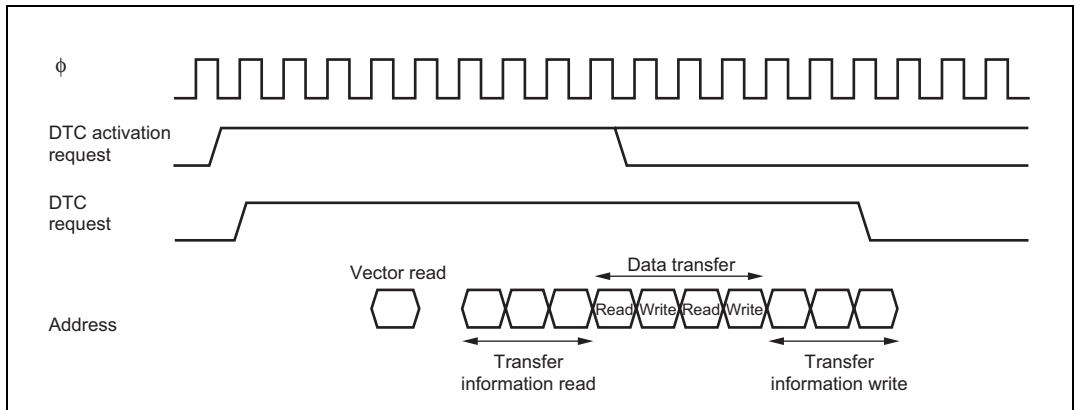 ϕ
DTC activation
request
DTC
request
Vector read
Data transfer
Address
Read Write Read Write
Transfer
information read
Transfer
information write